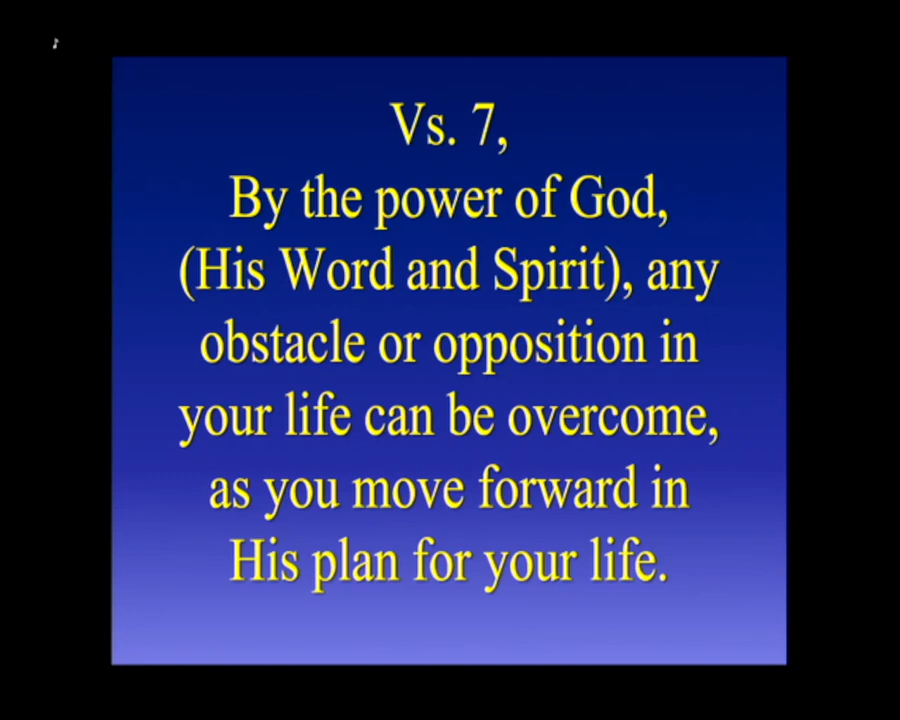 Vs. 7,
By the power of God,
(His Word and Spirit), any
obstacle or opposition in
your life can be overcome,
as you move forward in
His plan for your life.